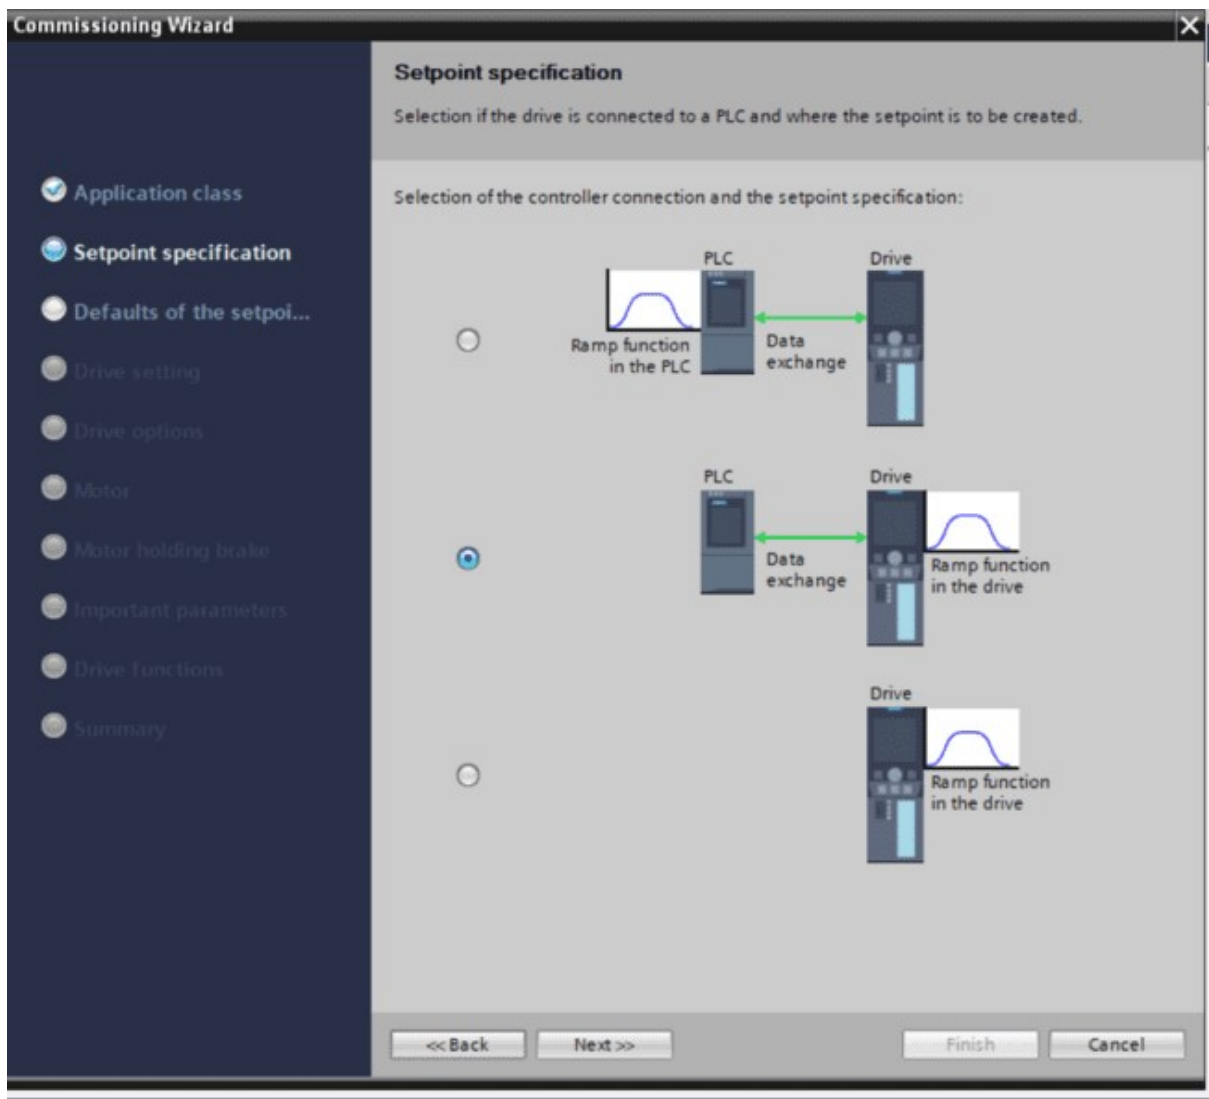 Commissioning Wizard
Setpoint specification
Selection if the drive is connected to a PLC and where the setpoint is to be created.
Application class
Setpoint specification
Defaults of the setpoi...
Drive setting
Drive options
Motor
Motor holding brake
Important parameters
Drive functions
Summary
Selection of the controller connection and the setpoint specification:
PLC
Drive
Ramp function
in the PLC
Data
exchange
PLC
Drive
Data
exchange
Ramp function
in the drive
Drive
Ramp function
in the drive
<< Back
Next >>
Finish
Cancel